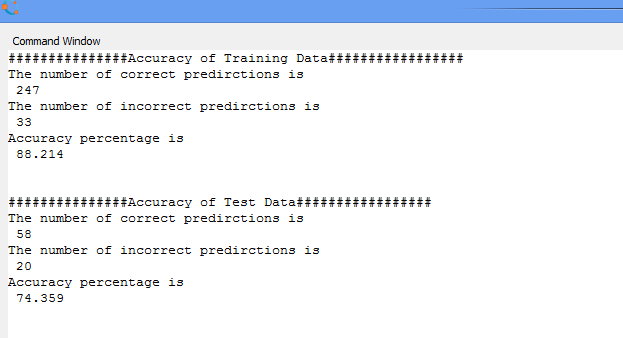 Command Window
###############Accuracy of Training Data#################
The number of correct predirctions is
247
The number of incorrect predirctions is
33
Accuracy percentage is
88.214
###############Accuracy of Test Data#################
The number of correct predirctions is
58
The number of incorrect predirctions is
20
Accuracy percentage is
74.359